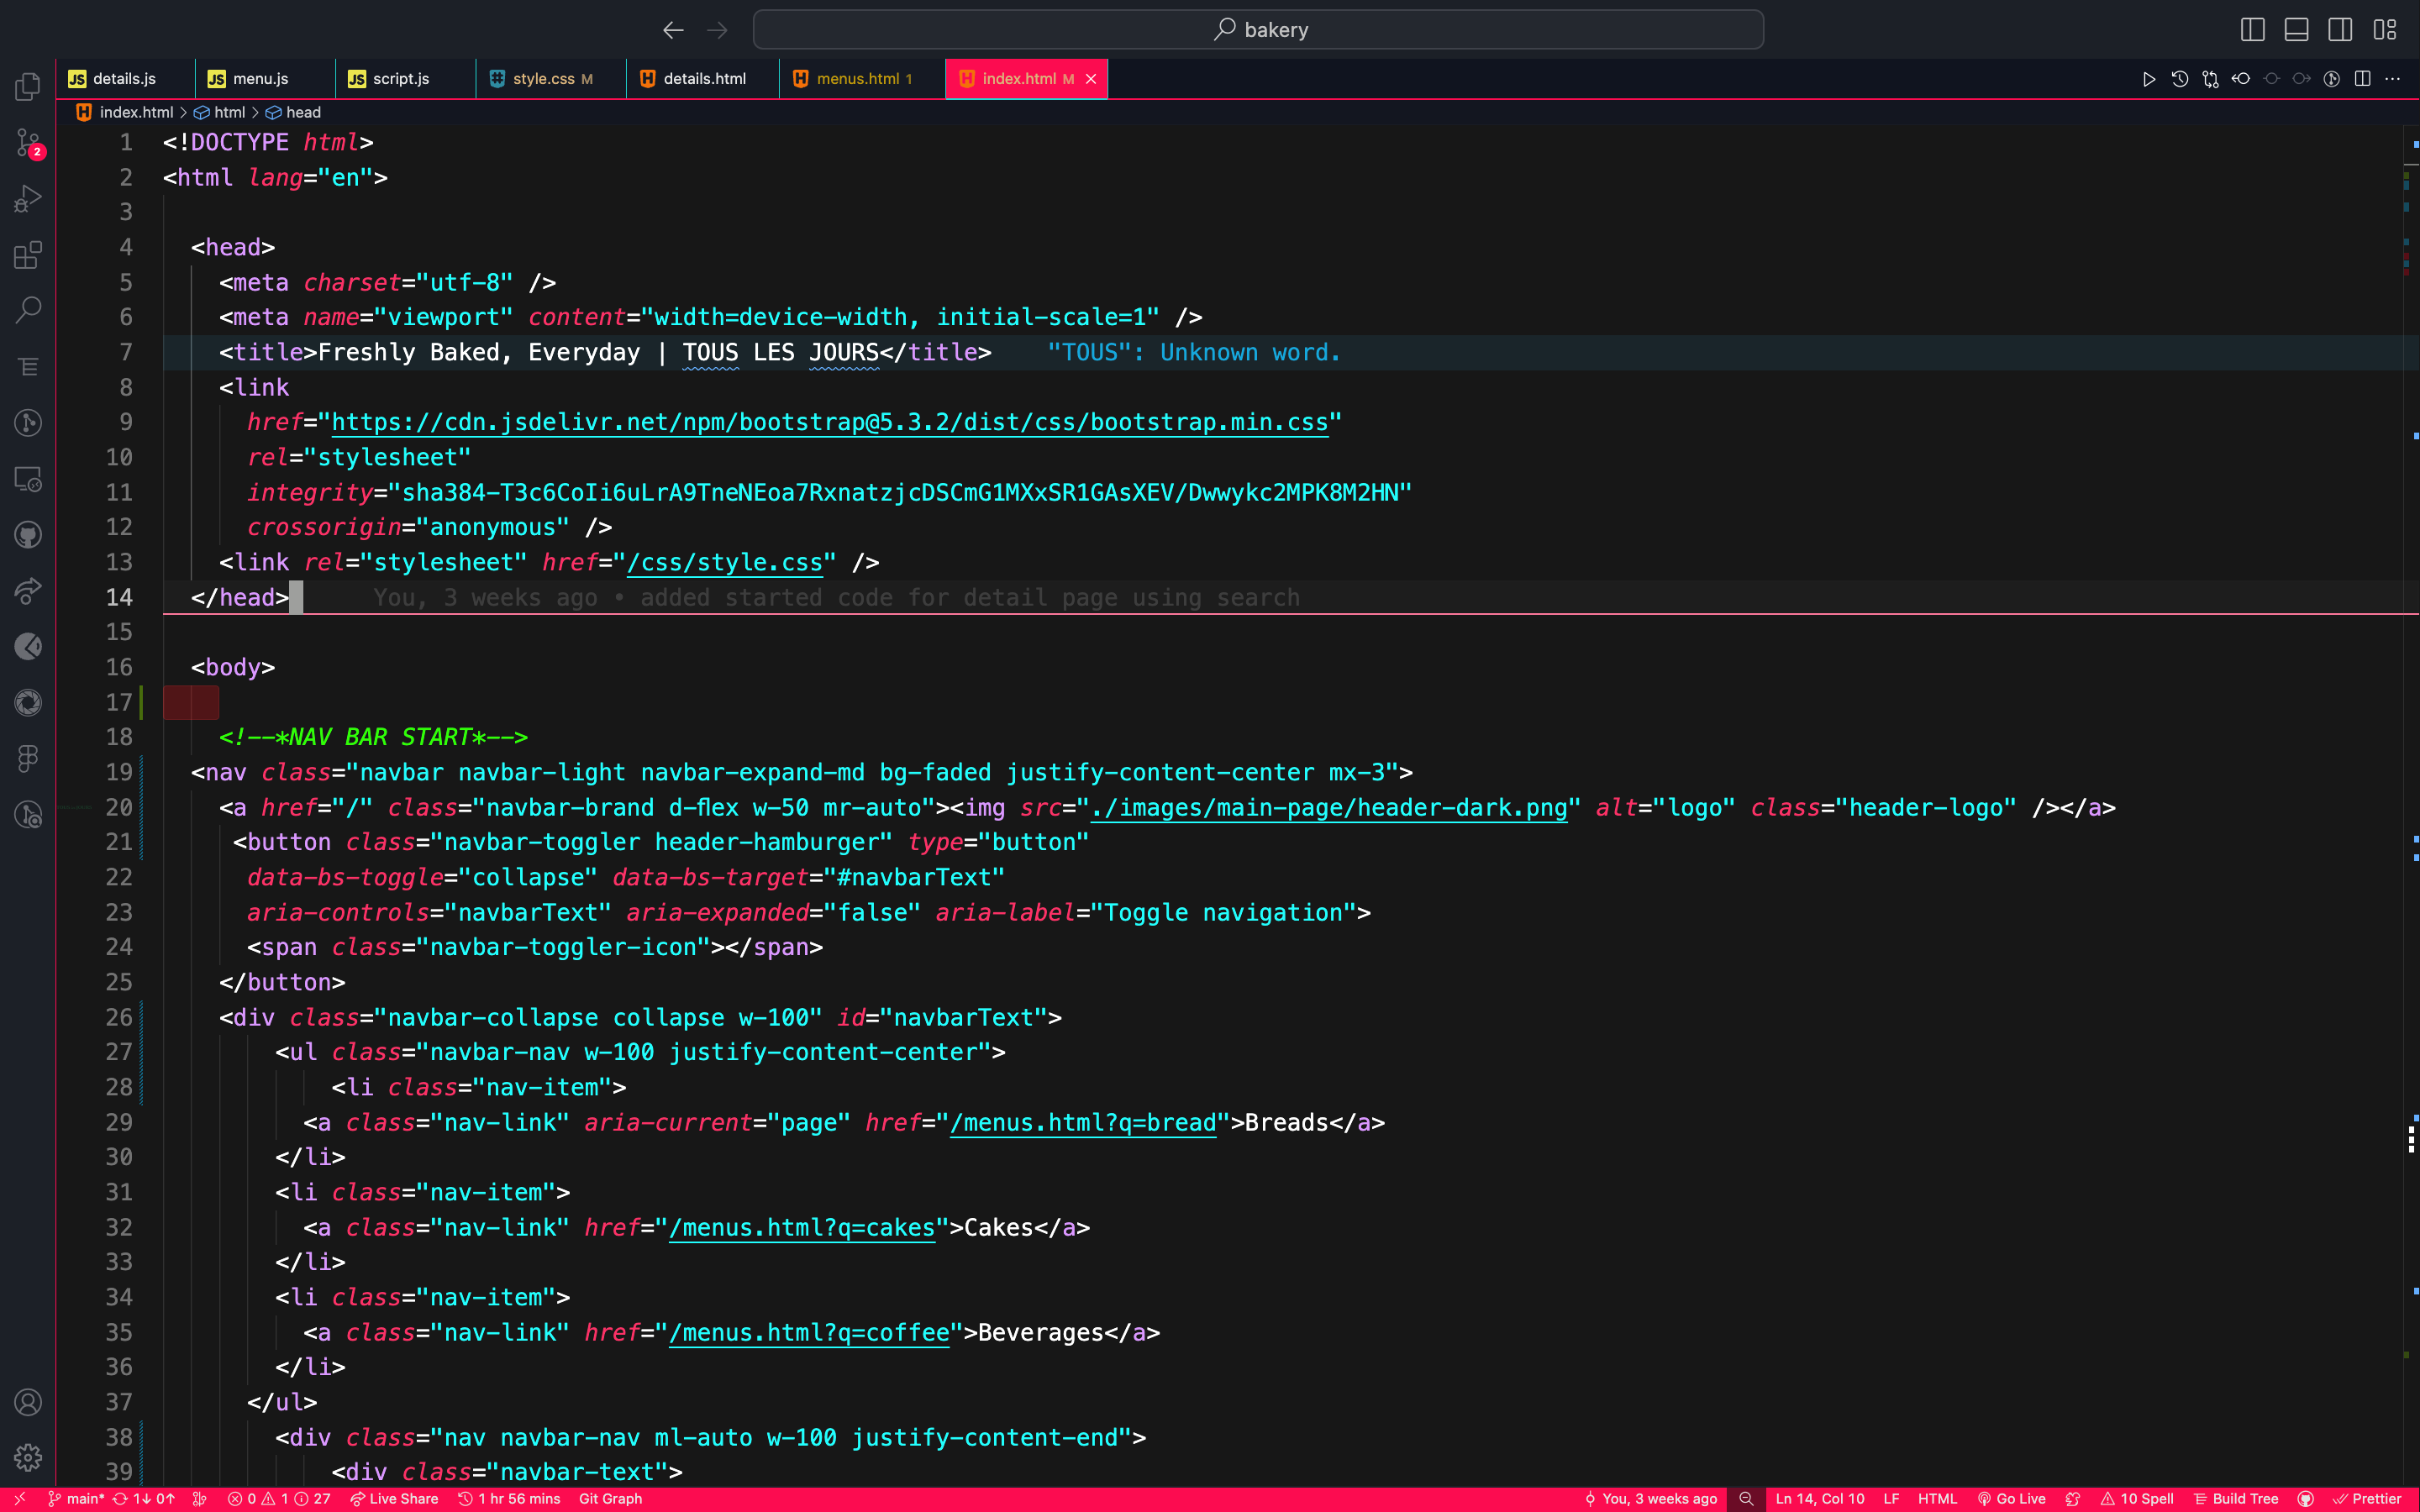 bakery
details.js
menu.js
script.js
style.css M
details.html
menus.html 1
index.html M
index.html > html > head
1 <!DOCTYPE html>
2 <html lang="en">
3
4 <head>
5 <meta charset="utf-8" />
6 <meta name="viewport" content="width=device-width, initial-scale=1" />
7 <title>Freshly Baked, Everyday | TOUS LES JOURS</title> "TOUS": Unknown word.
8 <link
9 href="https://cdn.jsdelivr.net/npm/bootstrap@5.3.2/dist/css/bootstrap.min.css"
10 rel="stylesheet"
11 integrity="sha384-T3c6CoIi6uLrA9TneNEoa7RxnatzjcDSCmG1MXxSR1GAsXEV/Dwwykc2MPK8M2HN"
12 crossorigin="anonymous" />
13 <link rel="stylesheet" href="/css/style.css" />
14 </head> You, 3 weeks ago • added started code for detail page using search
15
16 <body>
17
18 <!--*NAV BAR START*-->
19 <nav class="navbar navbar-light navbar-expand-md bg-faded justify-content-center mx-3">
20 <a href="/" class="navbar-brand d-flex w-50 mr-auto"><img src="./images/main-page/header-dark.png" alt="logo" class="header-logo" /></a>
21 <button class="navbar-toggler header-hamburger" type="button"
22 data-bs-toggle="collapse" data-bs-target="#navbarText"
23 aria-controls="navbarText" aria-expanded="false" aria-label="Toggle navigation">
24 <span class="navbar-toggler-icon"></span>
25 </button>
26 <div class="navbar-collapse collapse w-100" id="navbarText">
27 <ul class="navbar-nav w-100 justify-content-center">
28 <li class="nav-item">
29 <a class="nav-link" aria-current="page" href="/menus.html?q=bread">Breads</a>
30 </li>
31 <li class="nav-item">
32 <a class="nav-link" href="/menus.html?q=cakes">Cakes</a>
33 </li>
34 <li class="nav-item">
35 <a class="nav-link" href="/menus.html?q=coffee">Beverages</a>
36 </li>
37 </ul>
38 <div class="nav navbar-nav ml-auto w-100 justify-content-end">
39 <div class="navbar-text">
2
main* 1↓ 0↑ 0 1 27 Live Share 1 hr 56 mins Git Graph You, 3 weeks ago Ln 14, Col 10 LF HTML Go Live 10 Spell Build Tree Prettier